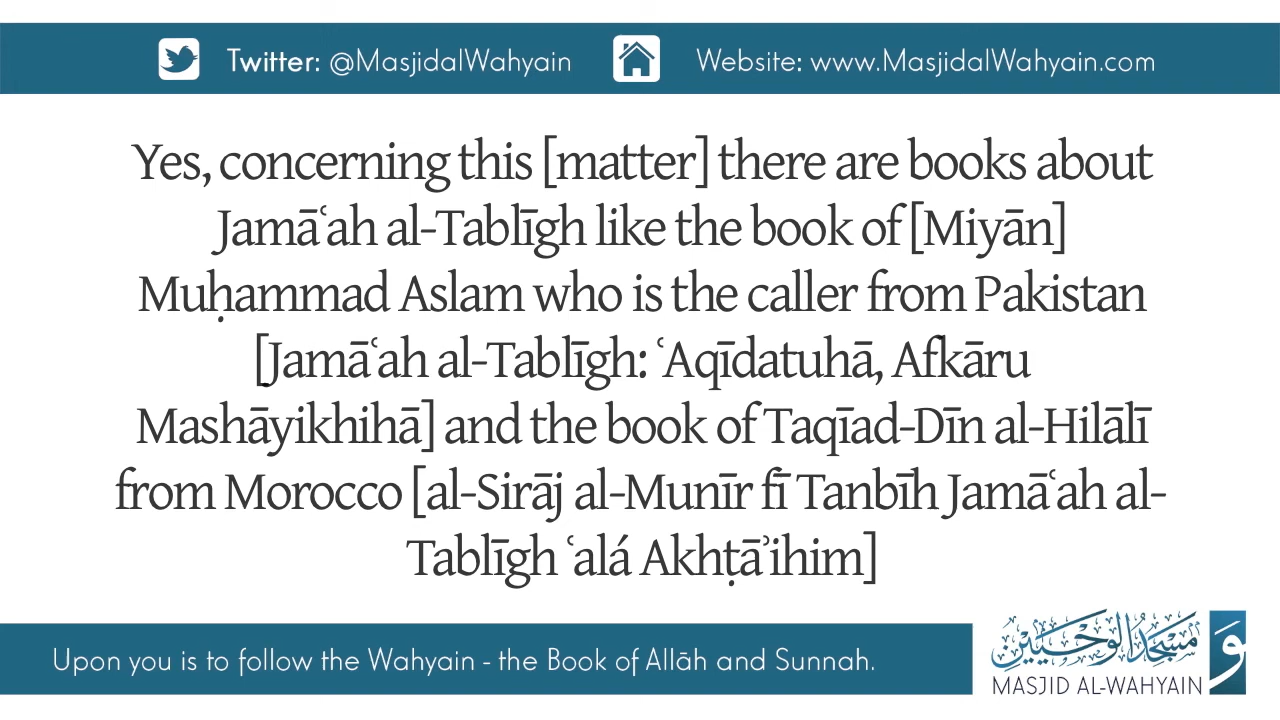 Twitter: @MasjidalWahyain Website: www.MasjidalWahyain.com
Yes, concerning this [matter] there are books about
Jamāʿah al-Tablīgh like the book of [Miyān]
Muḥammad Aslam who is the caller from Pakistan
[Jamāʿah al-Tablīgh: ʿAqīdatuhā, Afkāru
Mashāyikhihā] and the book of Taqīad-Dīn al-Hilālī
from Morocco [al-Sirāj al-Munīr fī Tanbīh Jamāʿah al-
Tablīgh ʿalá Akhṭāʾihim]
Upon you is to follow the Wahyain - the Book of Allāh and Sunnah.
مسجد الوحيين
و
MASJID AL-WAHYAIN